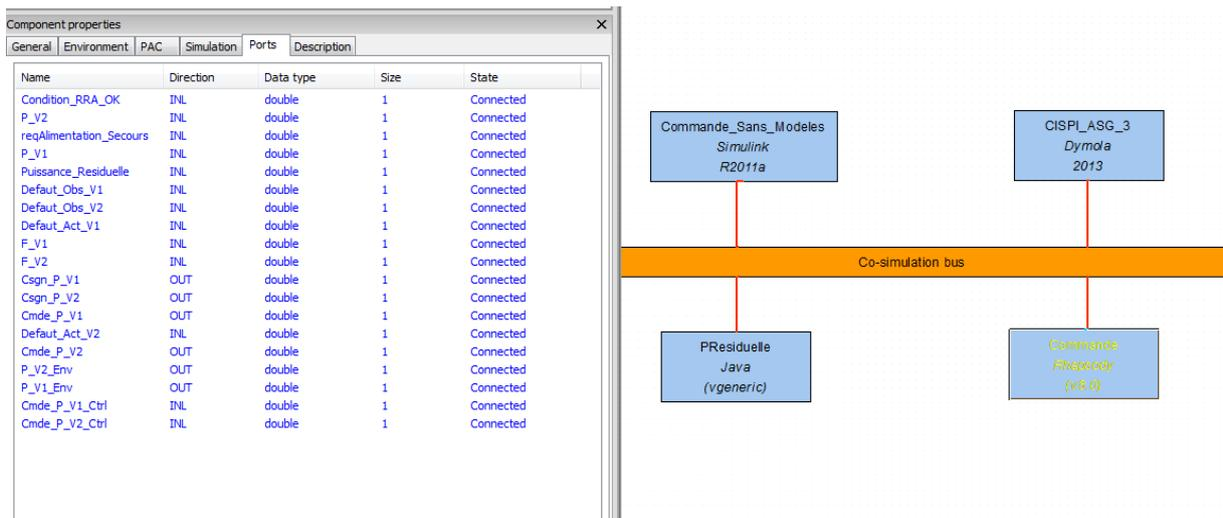 Component properties
General Environment PAC Simulation Ports Description
Name Direction Data type Size State
Condition_RRA_OK INL double 1 Connected
P_V2 INL double 1 Connected
reqAlimentation_Secours INL double 1 Connected
P_V1 INL double 1 Connected
Puissance_Residuelle INL double 1 Connected
Defaut_Obs_V1 INL double 1 Connected
Defaut_Obs_V2 INL double 1 Connected
Defaut_Act_V1 INL double 1 Connected
F_V1 INL double 1 Connected
F_V2 INL double 1 Connected
Csgn_P_V1 OUT double 1 Connected
Csgn_P_V2 OUT double 1 Connected
Cmde_P_V1 OUT double 1 Connected
Defaut_Act_V2 INL double 1 Connected
Cmde_P_V2 OUT double 1 Connected
P_V2_Env OUT double 1 Connected
P_V1_Env OUT double 1 Connected
Cmde_P_V1_Ctrl INL double 1 Connected
Cmde_P_V2_Ctrl INL double 1 Connected
Commande_Sans_Modeles
Simulink
R2011a
CISPI_ASG_3
Dymola
2013
Co-simulation bus
PResiduelle
Java
(vgeneric)
Commande
Rhapsody
(v8.0)